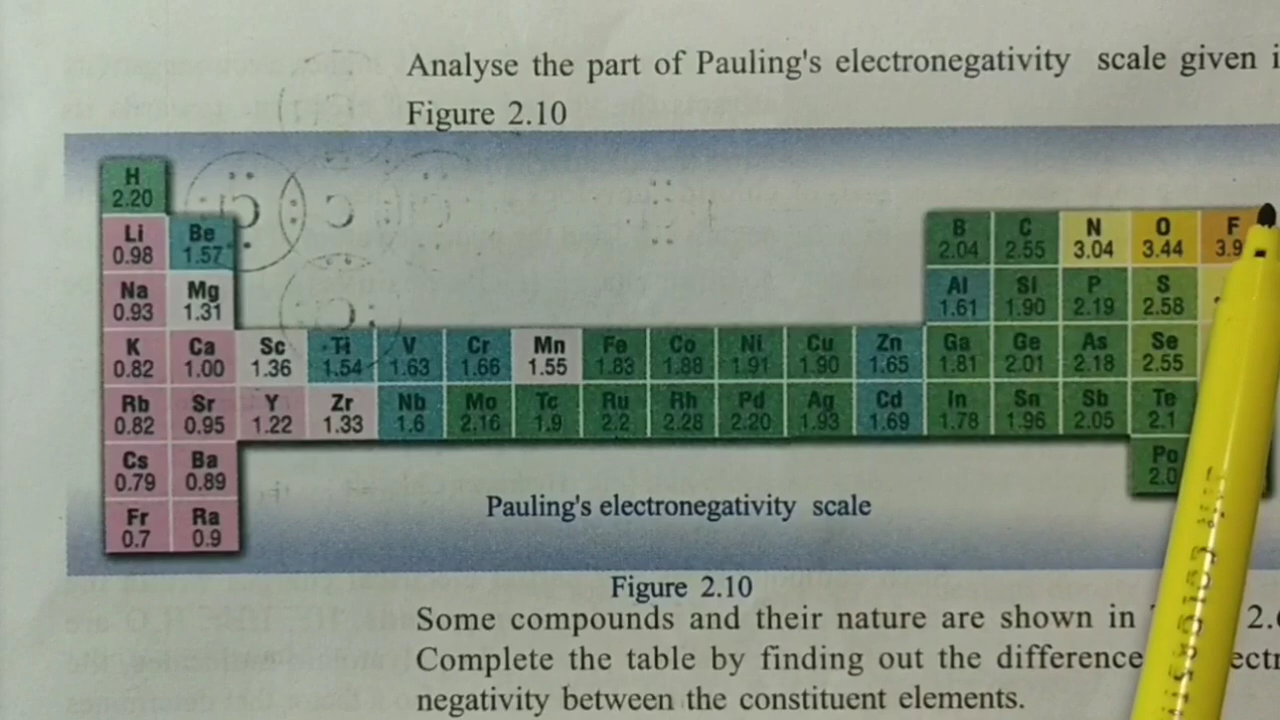 Analyse the part of Pauling's electronegativity scale given
Figure 2.10
H
2.20
Li Be B C N O F
0.98 1.57 2.04 2.55 3.04 3.44 3.9
Na Mg Al Si P S
0.93 1.31 1.61 1.90 2.19 2.58
K Ca Sc Ti V Cr Mn Fe Co Ni Cu Zn Ga Ge As Se
0.82 1.00 1.36 1.54 1.63 1.66 1.55 1.83 1.88 1.91 1.90 1.65 1.81 2.01 2.18 2.55
Rb Sr Y Zr Nb Mo Tc Ru Rh Pd Ag Cd In Sn Sb Te
0.82 0.95 1.22 1.33 1.6 2.16 1.9 2.2 2.28 2.20 1.93 1.69 1.78 1.96 2.05 2.1
Cs Ba Po
0.79 0.89 2.0
Fr Ra
0.7 0.9
Pauling's electronegativity scale
Figure 2.10
Some compounds and their nature are shown in 2.
Complete the table by finding out the difference
negativity between the constituent elements.